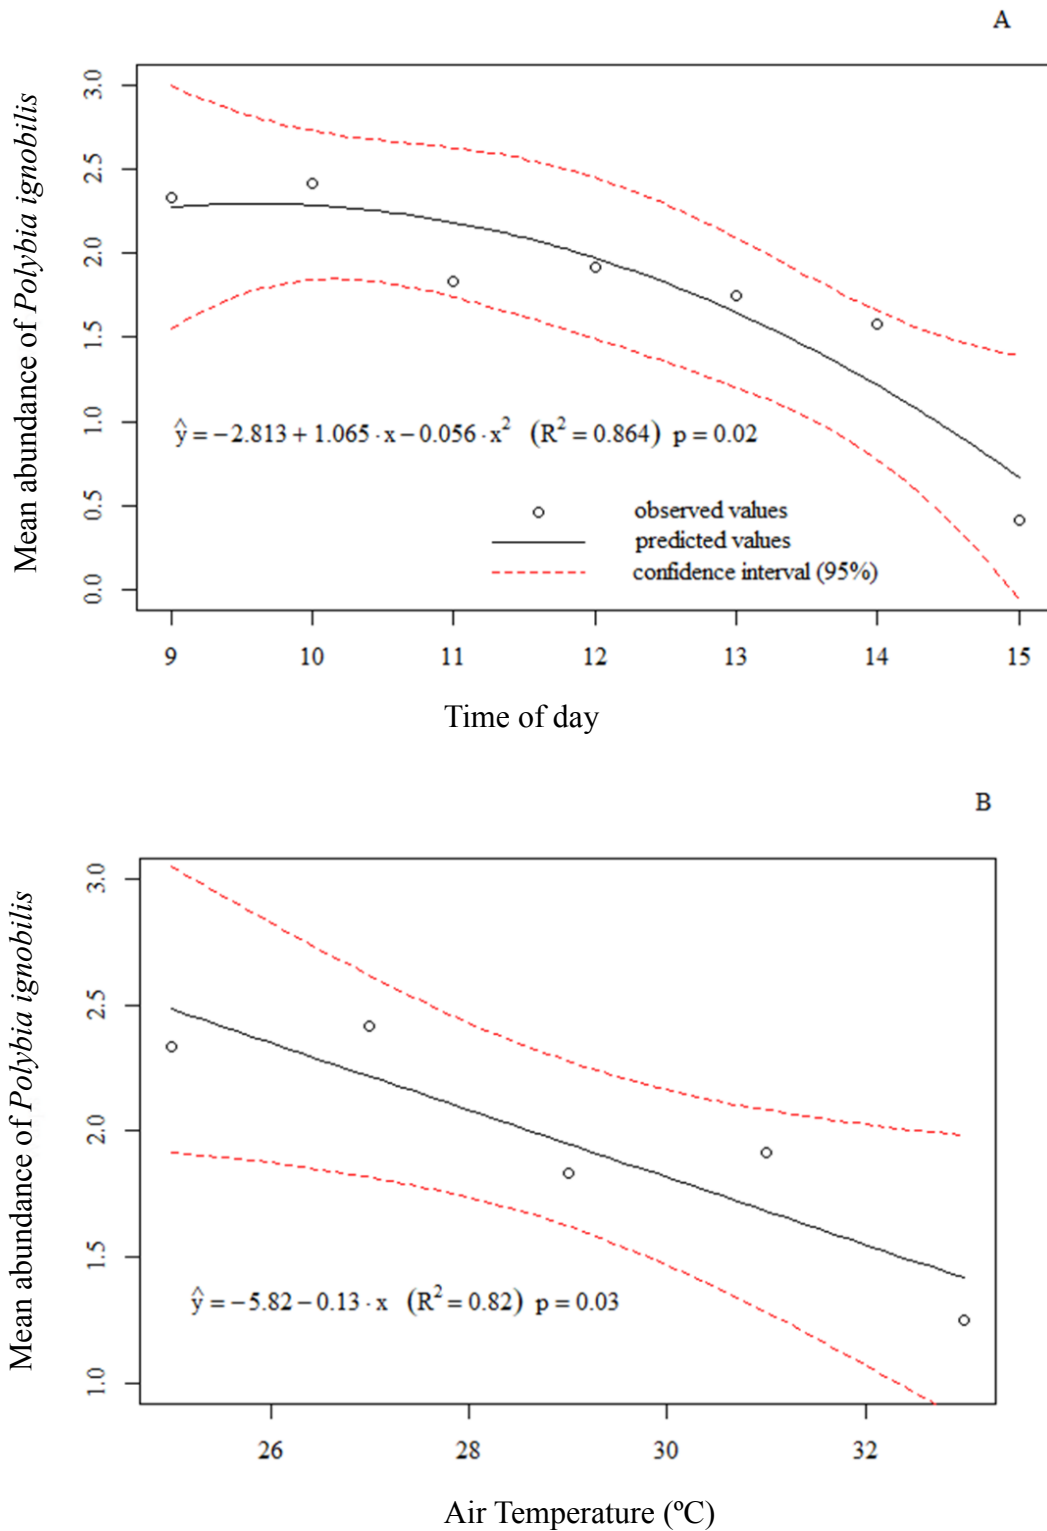 A
Mean abundance of Polybia ignobilis
3.0
2.5
2.0
1.5
1.0
0.5
0.0
ŷ = −2.813 + 1.065 · x − 0.056 · x² (R² = 0.864) p = 0.02
observed values
predicted values
confidence interval (95%)
9 10 11 12 13 14 15
Time of day
B
Mean abundance of Polybia ignobilis
3.0
2.5
2.0
1.5
1.0
ŷ = −5.82 − 0.13 · x (R² = 0.82) p = 0.03
26 28 30 32
Air Temperature (ºC)